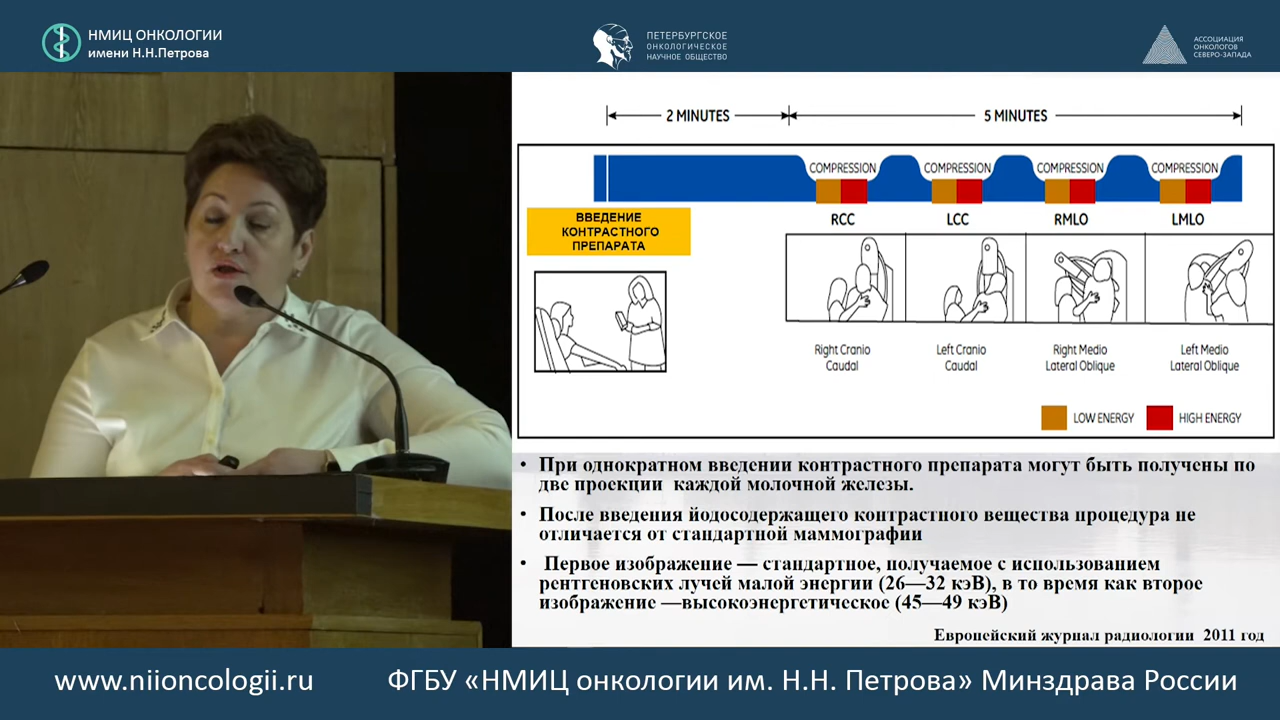 НМИЦ ОНКОЛОГИИ
имени Н.Н.Петрова
ПЕТЕРБУРГСКОЕ
ОНКОЛОГИЧЕСКОЕ
НАУЧНОЕ ОБЩЕСТВО
АССОЦИАЦИЯ
ОНКОЛОГОВ
СЕВЕРО-ЗАПАДА
2 MINUTES
5 MINUTES
COMPRESSION COMPRESSION COMPRESSION COMPRESSION
RCC LCC RMLO LMLO
ВВЕДЕНИЕ
КОНТРАСТНОГО
ПРЕПАРАТА
Right Cranio
Caudal
Left Cranio
Caudal
Right Medio
Lateral Oblique
Left Medio
Lateral Oblique
LOW ENERGY HIGH ENERGY
• При однократном введении контрастного препарата могут быть получены по
две проекции каждой молочной железы.
• После введения йодосодержащего контрастного вещества процедура не
отличается от стандартной маммографии
• Первое изображение — стандартное, получаемое с использованием
рентгеновских лучей малой энергии (26—32 кэВ), в то время как второе
изображение —высокоэнергетическое (45—49 кэВ)
Европейский журнал радиологии 2011 год
www.niioncologii.ru
ФГБУ «НМИЦ онкологии им. Н.Н. Петрова» Минздрава России